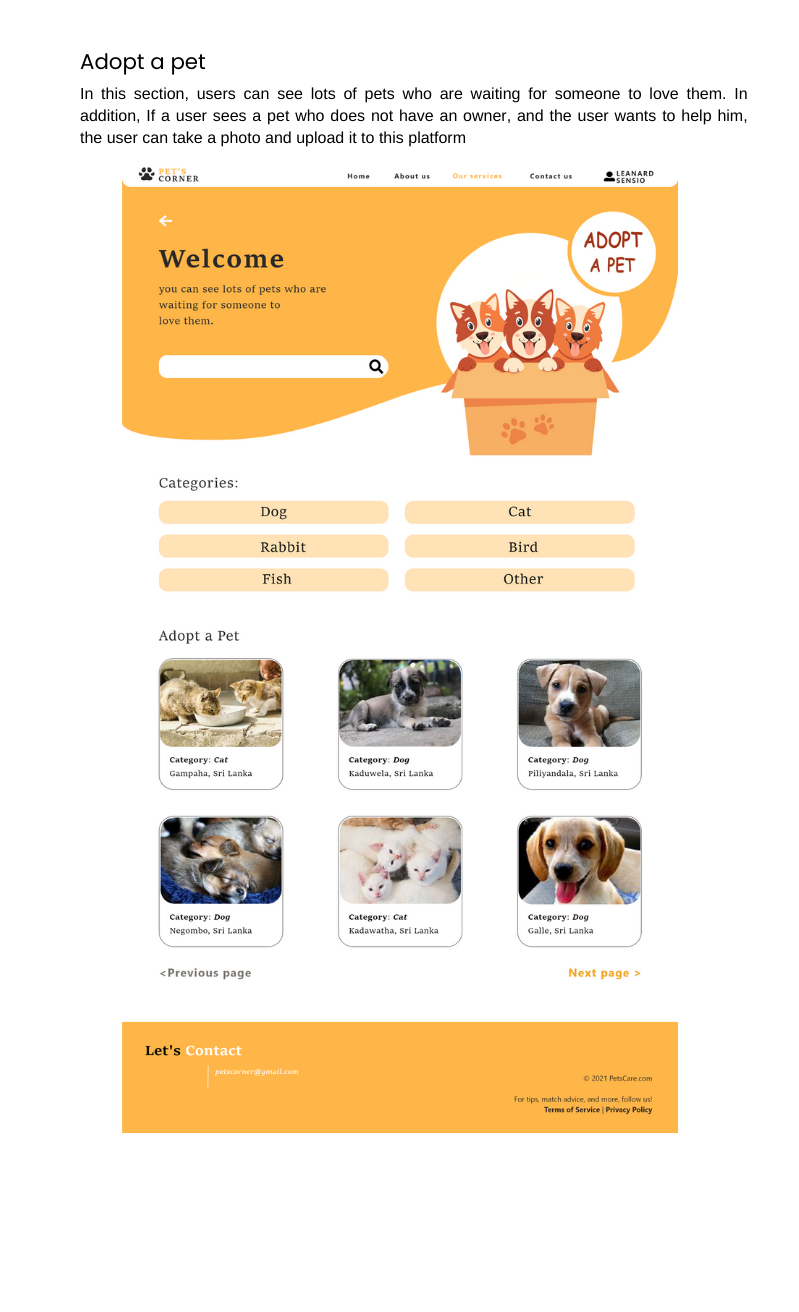 Adopt a pet
In this section, users can see lots of pets who are waiting for someone to love them. In
addition, If a user sees a pet who does not have an owner, and the user wants to help him,
the user can take a photo and upload it to this platform
PET'S
CORNER
Home About us Our services Contact us
LEANARD
SENSIO
ADOPT
A PET
Welcome
you can see lots of pets who are
waiting for someone to
love them.
Categories:
Dog Cat
Rabbit Bird
Fish Other
Adopt a Pet
Category: Cat
Gampaha, Sri Lanka
Category: Dog
Kaduwela, Sri Lanka
Category: Dog
Piliyandala, Sri Lanka
Category: Dog
Negombo, Sri Lanka
Category: Cat
Kadawatha, Sri Lanka
Category: Dog
Galle, Sri Lanka
<Previous page Next page >
Let's Contact
petscorner@gmail.com
© 2021 PetsCare.com
For tips, match advice, and more, follow us!
Terms of Service | Privacy Policy